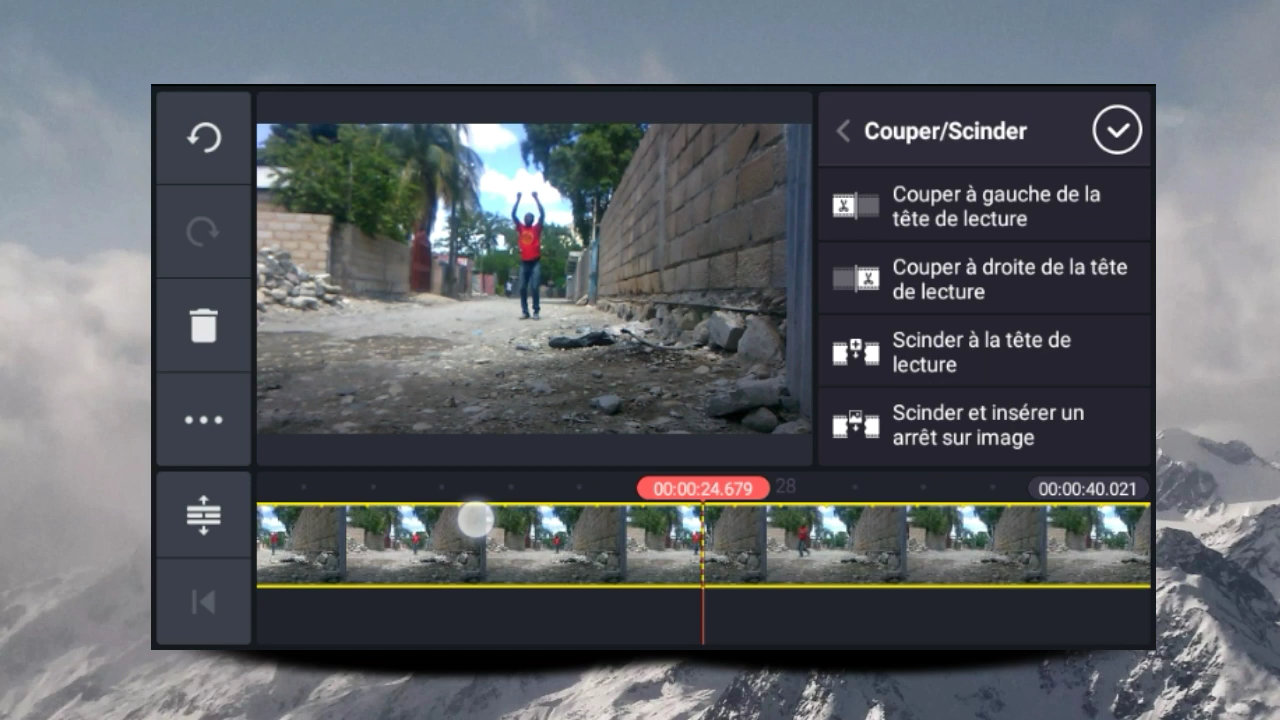 Couper/Scinder
Couper à gauche de la
tête de lecture
Couper à droite de la tête
de lecture
Scinder à la tête de
lecture
Scinder et insérer un
arrêt sur image
00:00:24.679
28
00:00:40.021